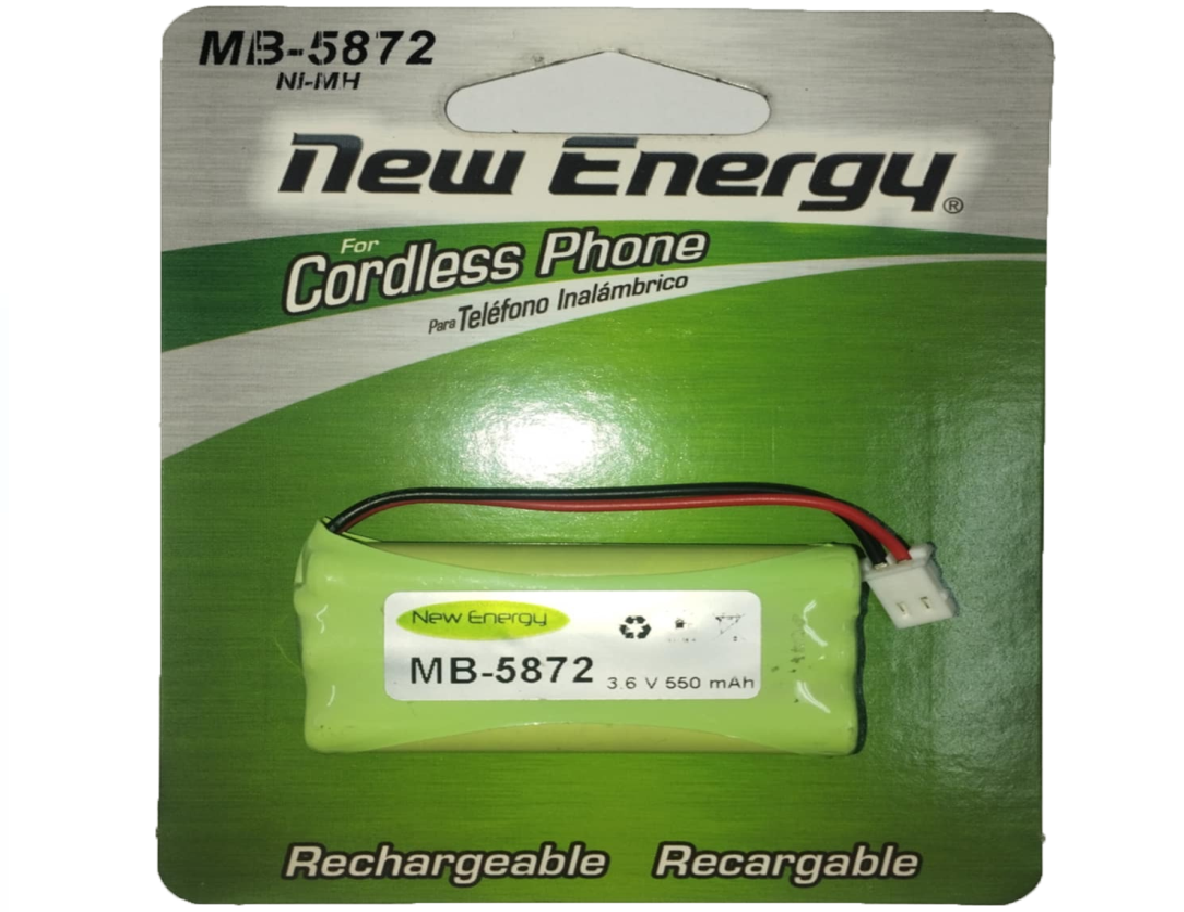 MB-5872
NI-MH
New Energy®
For
Cordless Phone
Para Teléfono Inalámbrico
New Energy
MB-5872 3.6 V 550 mAh
Rechargeable Recargable